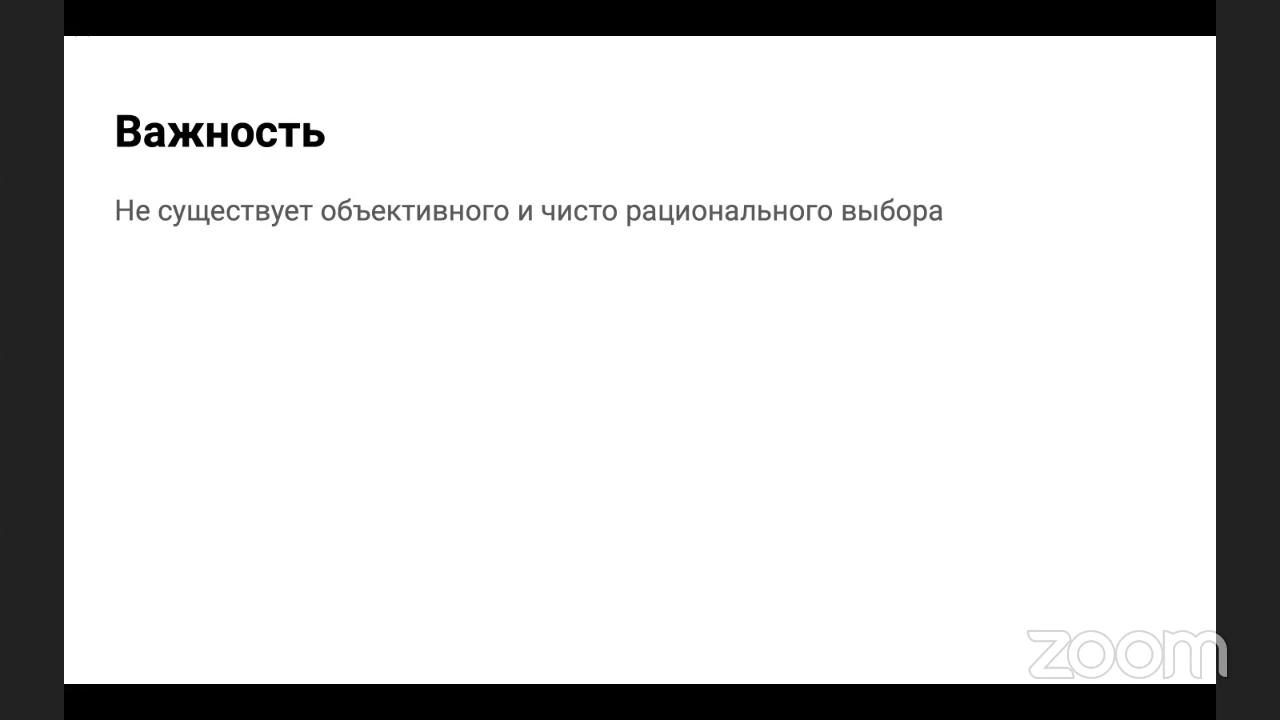 Важность
Не существует объективного и чисто рационального выбора
zoom